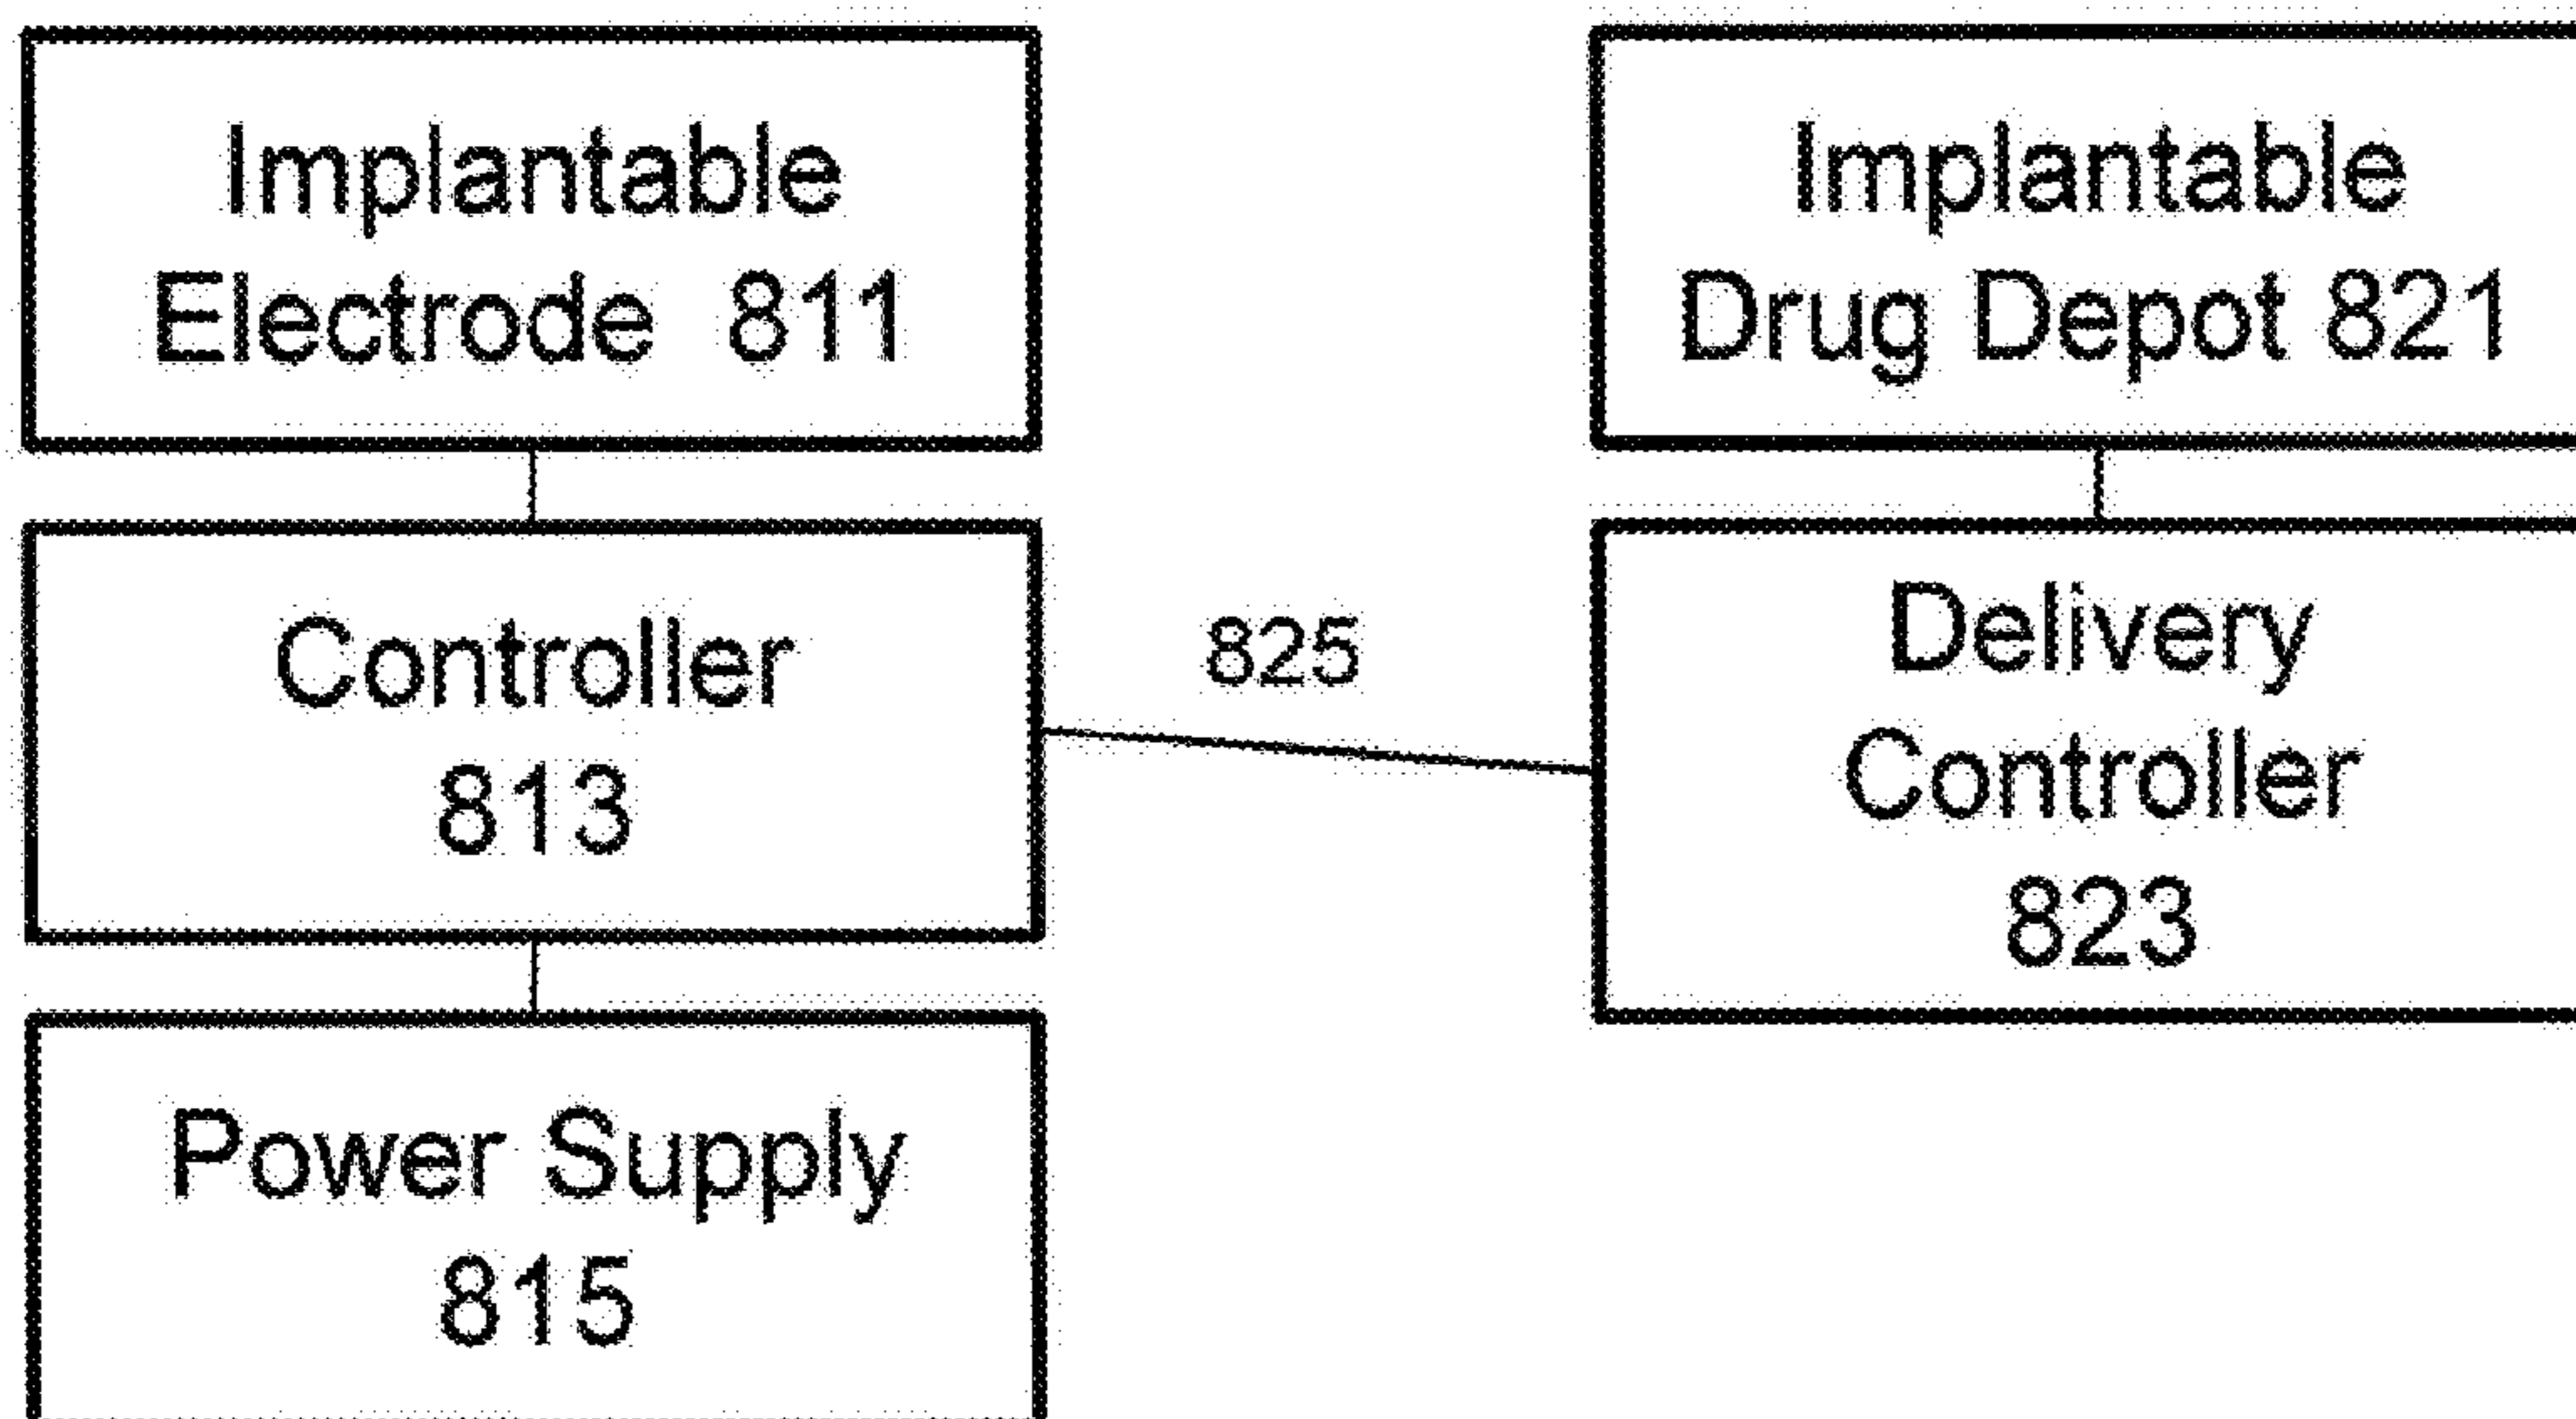 Implantable
Electrode 811
Implantable
Drug Depot 821
Controller
813
825
Delivery
Controller
823
Power Supply
815